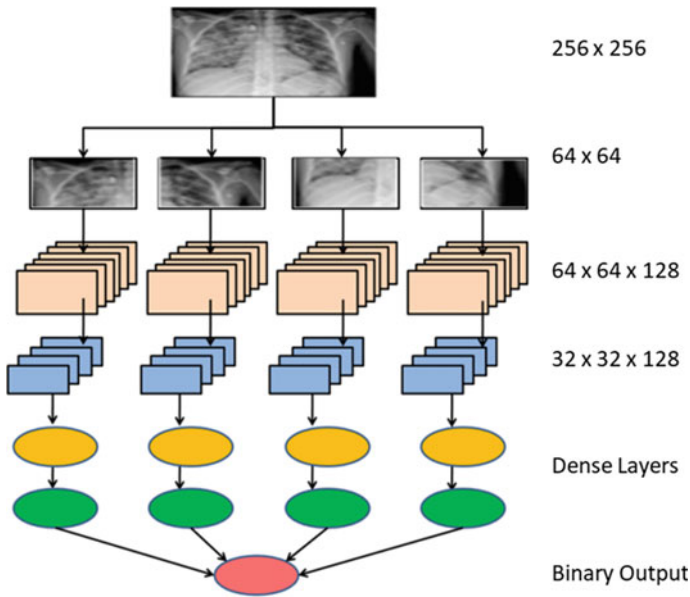 256 x 256
64 x 64
64 x 64 x 128
32 x 32 x 128
Dense Layers
Binary Output